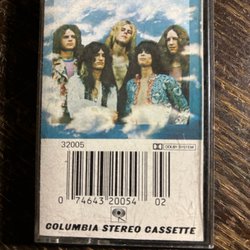 32005
DOLBY SYSTEM
0 74643 20054 02
COLUMBIA STEREO CASSETTE